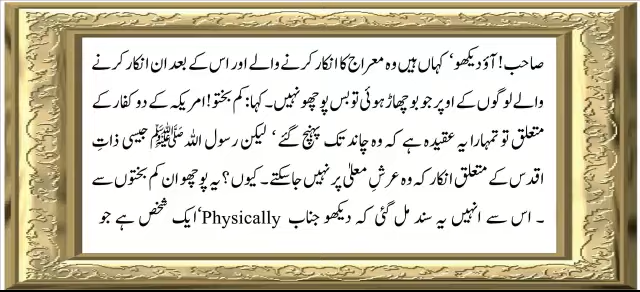 صاحب! آؤ دیکھو‘ کہاں ہیں وہ معراج کا انکار کرنے والے اور اس کے بعد ان انکار کرنے
والے لوگوں کے اوپر جو بوچھاڑ ہوئی تو بس پوچھو نہیں۔ کہا: کم بختو! امریکہ کے دو کفار کے
متعلق تو تمہارا یہ عقیدہ ہے کہ وہ چاند تک پہنچ گئے‘ لیکن رسول اللہ ﷺ جیسی ذاتِ
اقدس کے متعلق انکار کہ وہ عرشِ معلیٰ پر نہیں جاسکتے۔ کیوں؟ یہ پوچھو ان کم بختوں سے
۔ اس سے انہیں یہ سند مل گئی کہ دیکھو جناب Physically‘ایک شخص ہے جو